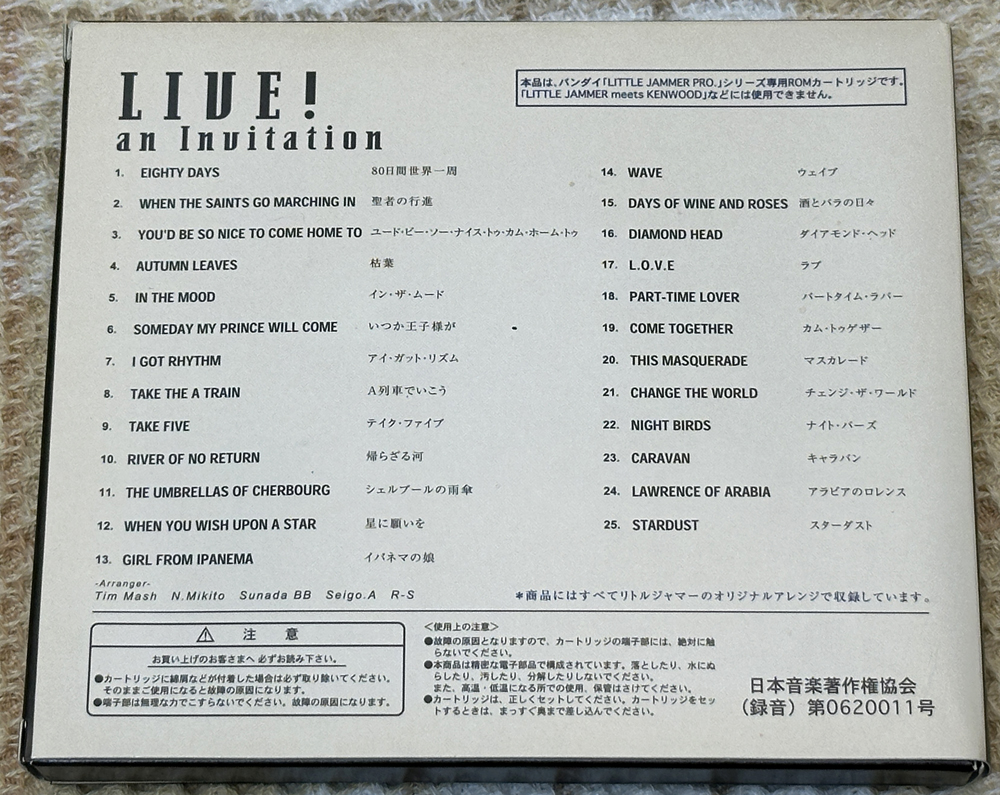 LIVE!
an Invitation
本品は、バンダイ「LITTLE JAMMER PRO.」シリーズ専用ROMカートリッジです。
「LITTLE JAMMER meets KENWOOD」などには使用できません。
1. EIGHTY DAYS 80日間世界一周
2. WHEN THE SAINTS GO MARCHING IN 聖者の行進
3. YOU'D BE SO NICE TO COME HOME TO ユード・ビー・ソー・ナイス・トゥ・カム・ホーム・トゥ
4. AUTUMN LEAVES 枯葉
5. IN THE MOOD イン・ザ・ムード
6. SOMEDAY MY PRINCE WILL COME いつか王子様が
7. I GOT RHYTHM アイ・ガット・リズム
8. TAKE THE A TRAIN A列車でいこう
9. TAKE FIVE テイク・ファイブ
10. RIVER OF NO RETURN 帰らざる河
11. THE UMBRELLAS OF CHERBOURG シェルブールの雨傘
12. WHEN YOU WISH UPON A STAR 星に願いを
13. GIRL FROM IPANEMA イパネマの娘
14. WAVE ウェイブ
15. DAYS OF WINE AND ROSES 酒とバラの日々
16. DIAMOND HEAD ダイアモンド・ヘッド
17. L.O.V.E ラブ
18. PART-TIME LOVER パートタイム・ラバー
19. COME TOGETHER カム・トゥゲザー
20. THIS MASQUERADE マスカレード
21. CHANGE THE WORLD チェンジ・ザ・ワールド
22. NIGHT BIRDS ナイト・バーズ
23. CARAVAN キャラバン
24. LAWRENCE OF ARABIA アラビアのロレンス
25. STARDUST スターダスト
-Arranger-
Tim Mash N.Mikito Sunada BB Seigo.A R-S
*商品にはすべてリトルジャマーのオリジナルアレンジで収録しています。
⚠ 注意
お買い上げのお客さまへ 必ずお読み下さい。
●カートリッジに綿屑などが付着した場合は必ず取り除いてください。
そのままご使用になると故障の原因になります。
●端子部は無理な力でこすらないでください。故障の原因になります。
<使用上の注意>
●故障の原因となりますので、カートリッジの端子部には、絶対に触
らないでください。
●本商品は精密な電子部品で構成されています。落としたり、水にぬ
らしたり、汚したり、分解したりしないでください。
また、高温・低温になる所での使用、保管はさけてください。
●カートリッジは、正しくセットしてください。カートリッジをセッ
トするときは、まっすぐ奥まで差し込んでください。
日本音楽著作権協会
(録音)第0620011号